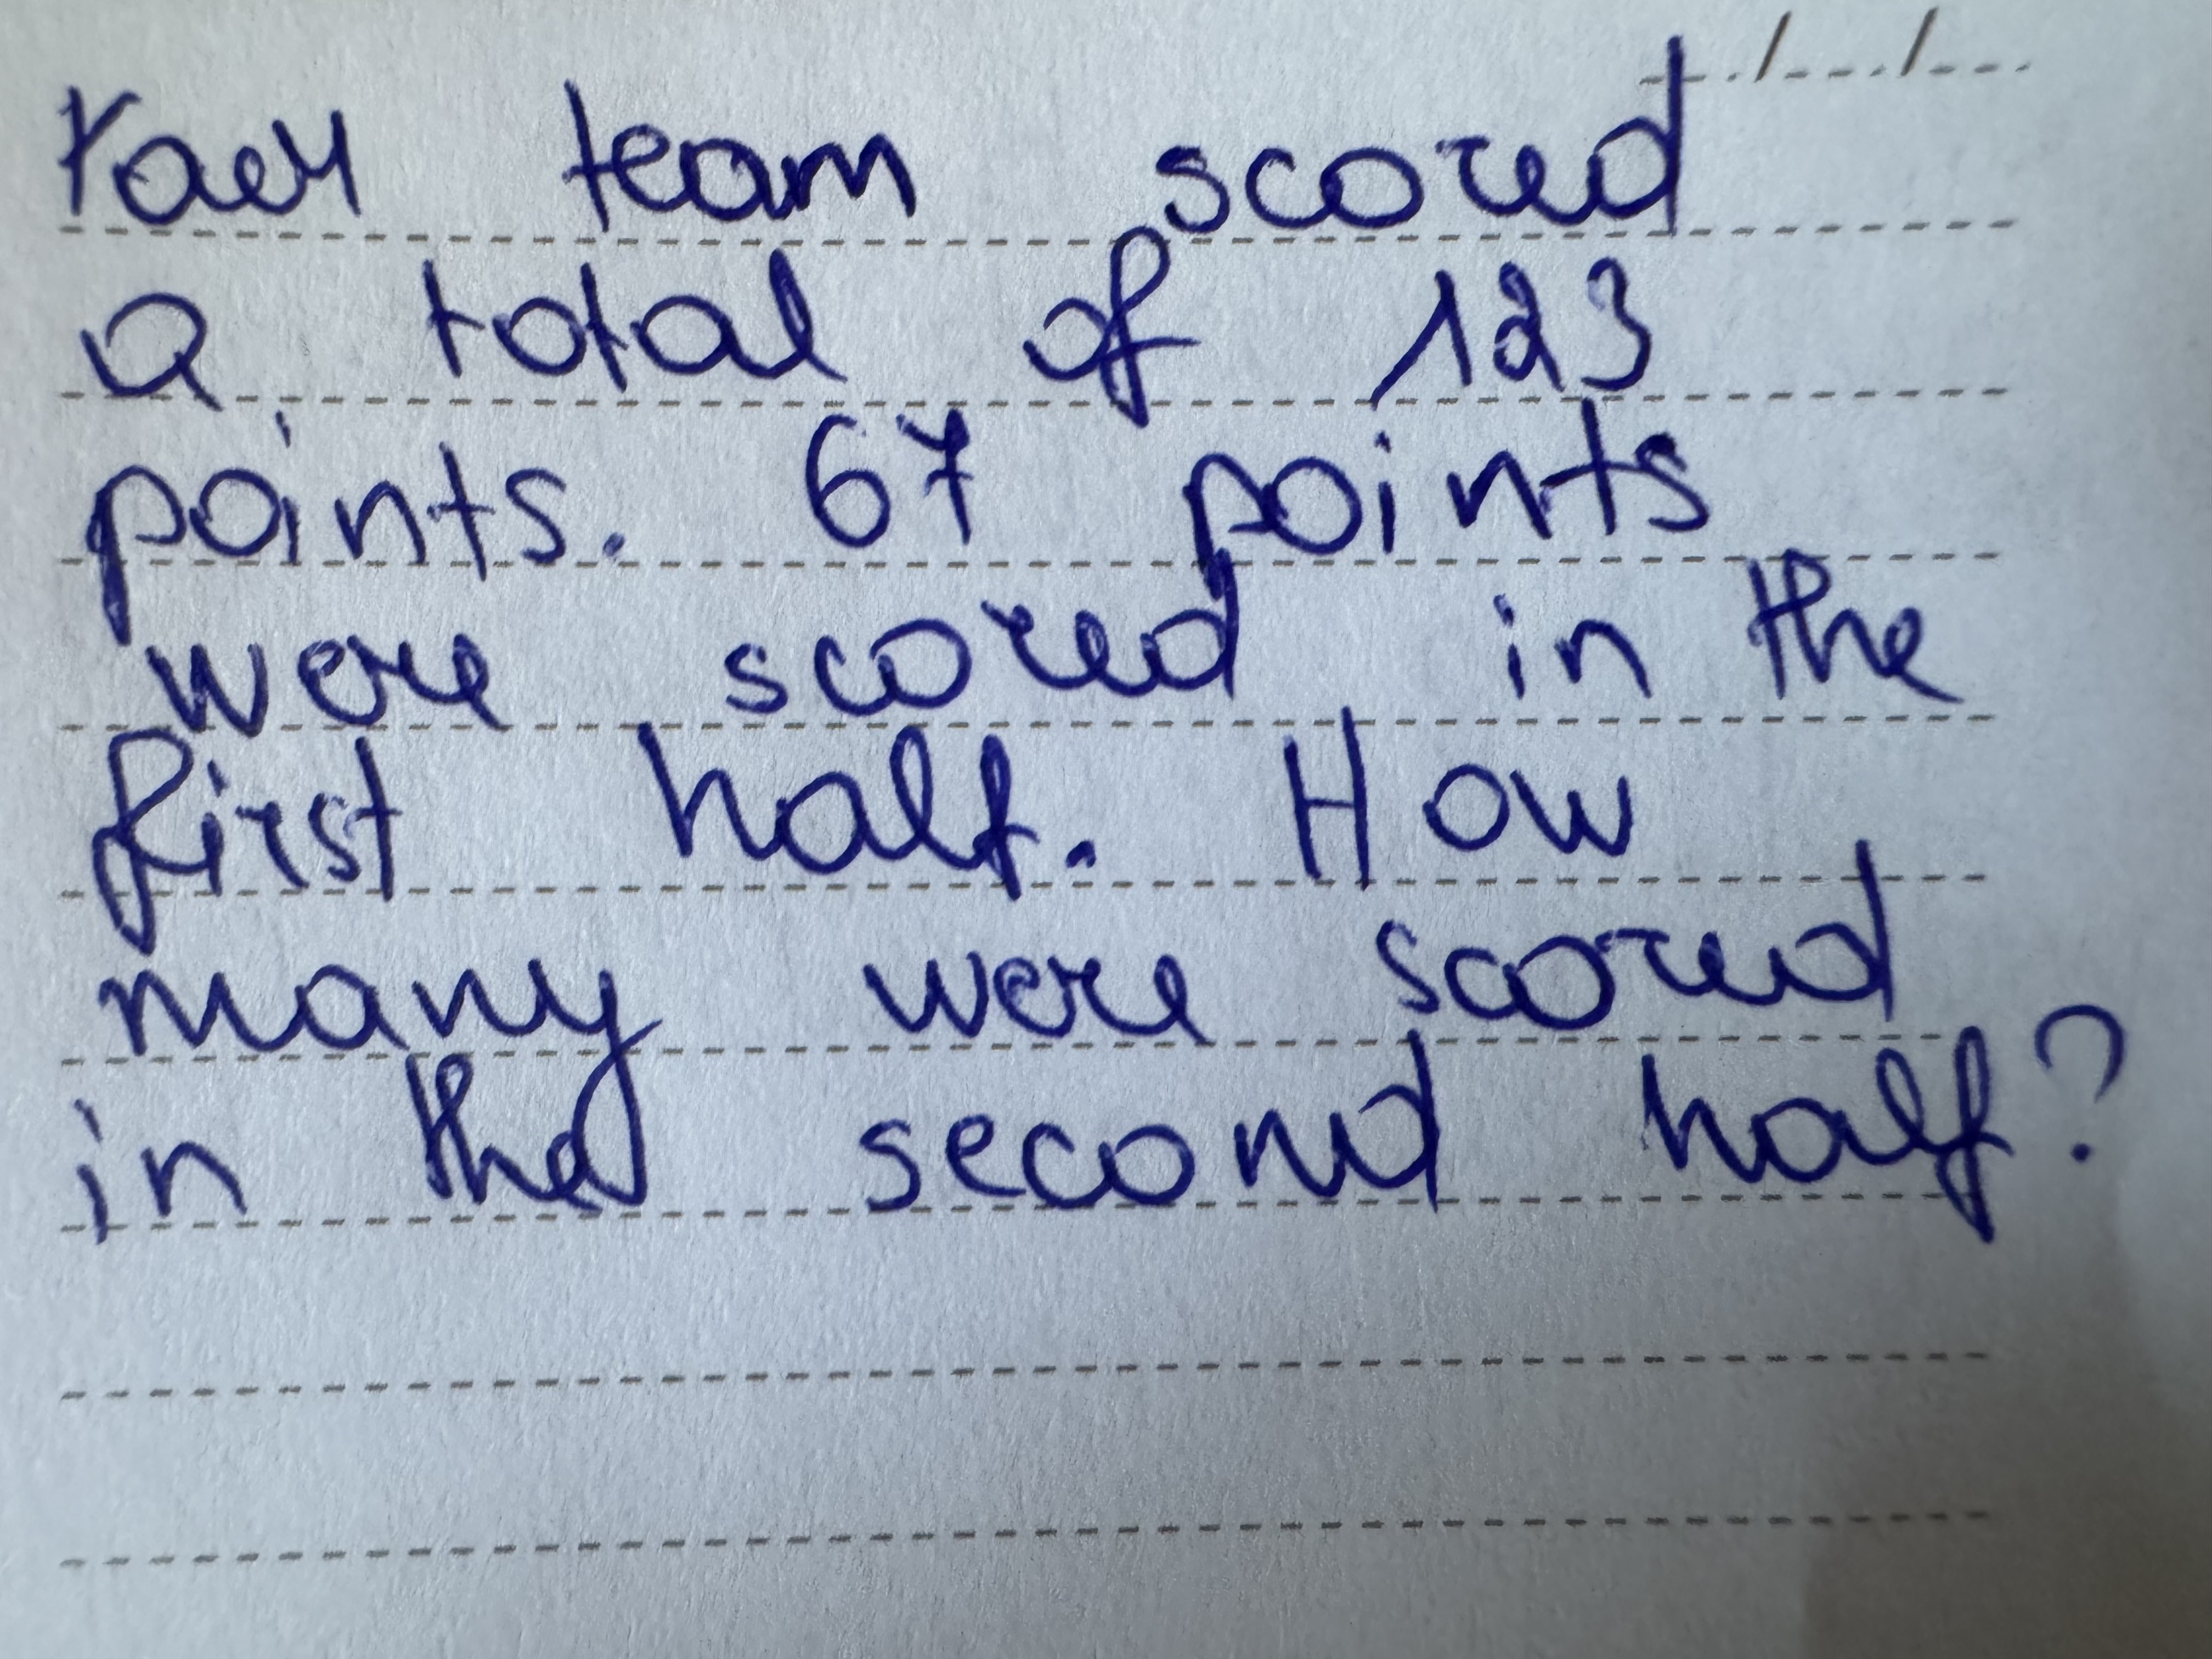 team scored
a total of 123
points. 67 points
were scored in the
first half. How
many were scored
in the second half?